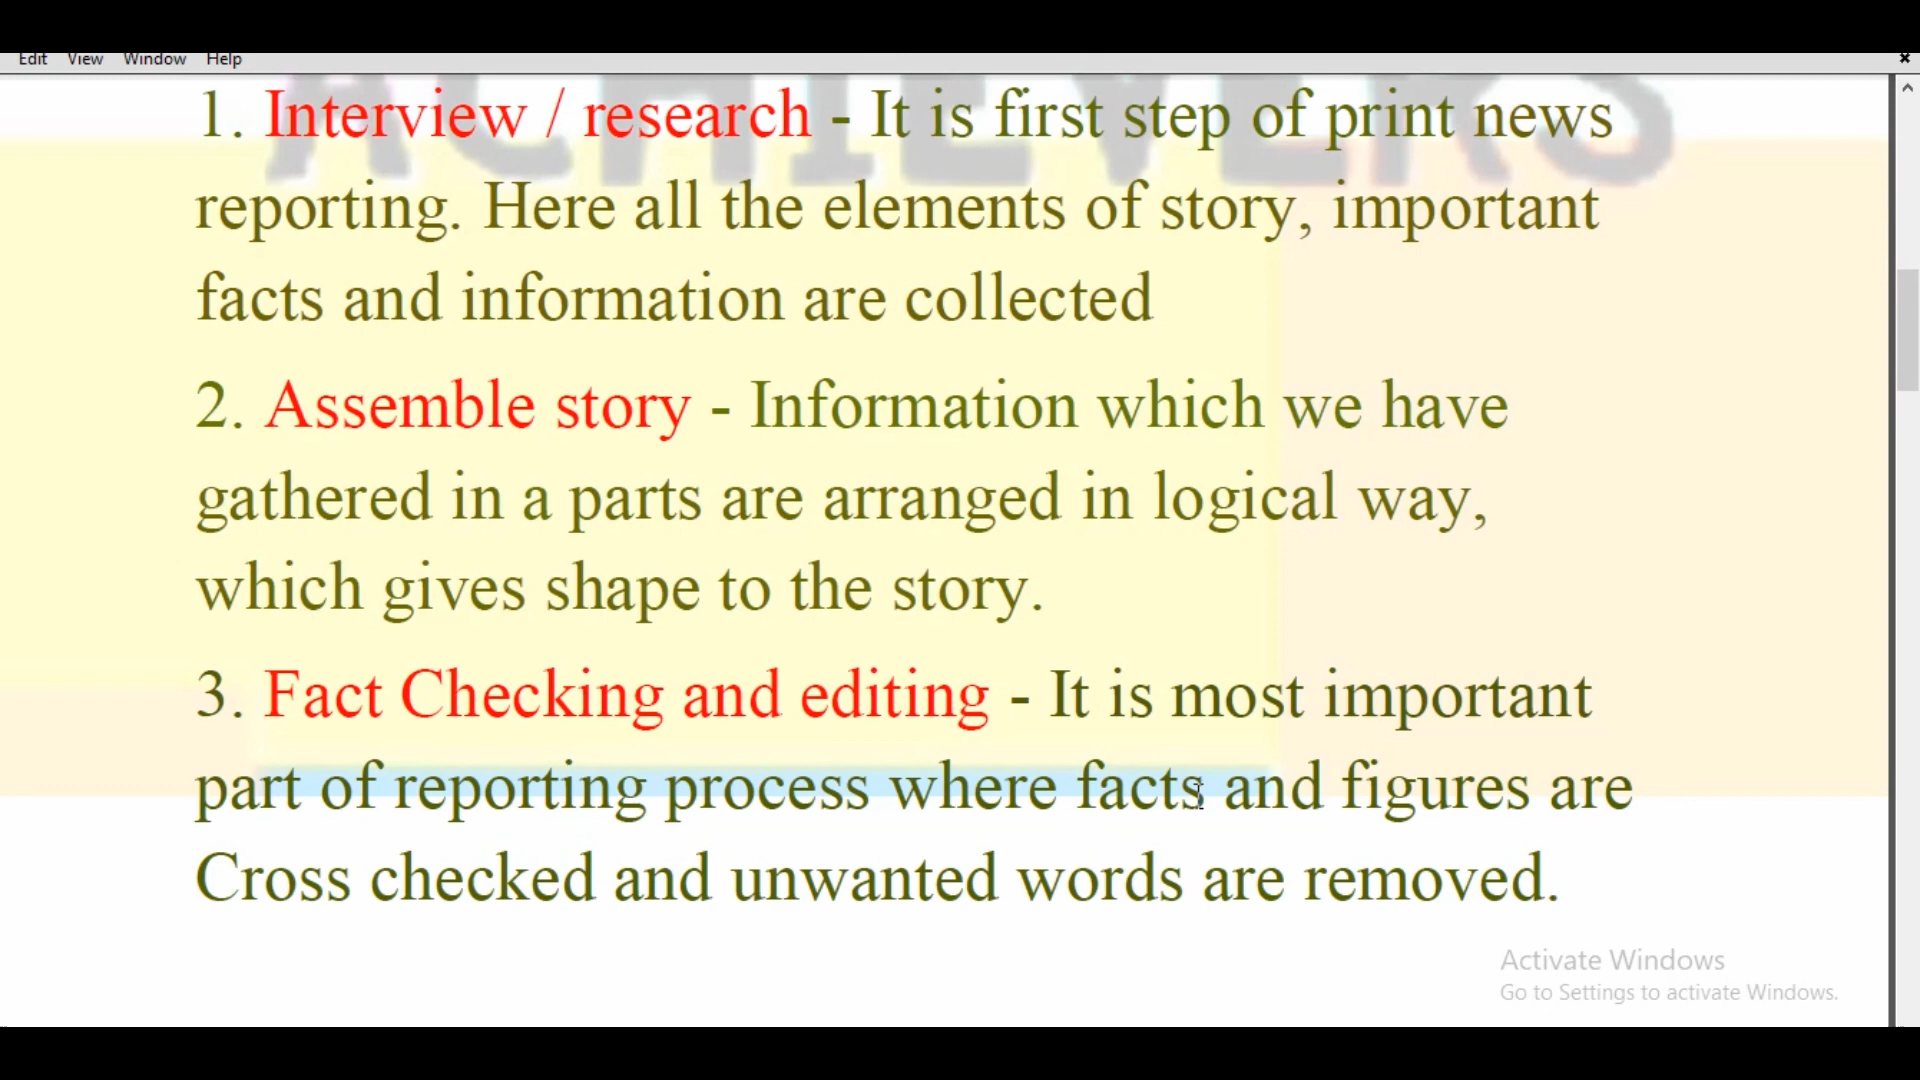 Edit View Window Help
ACHIEVERS
1. Interview / research - It is first step of print news
reporting. Here all the elements of story, important
facts and information are collected
2. Assemble story - Information which we have
gathered in a parts are arranged in logical way,
which gives shape to the story.
3. Fact Checking and editing - It is most important
part of reporting process where facts and figures are
Cross checked and unwanted words are removed.
Activate Windows
Go to Settings to activate Windows.